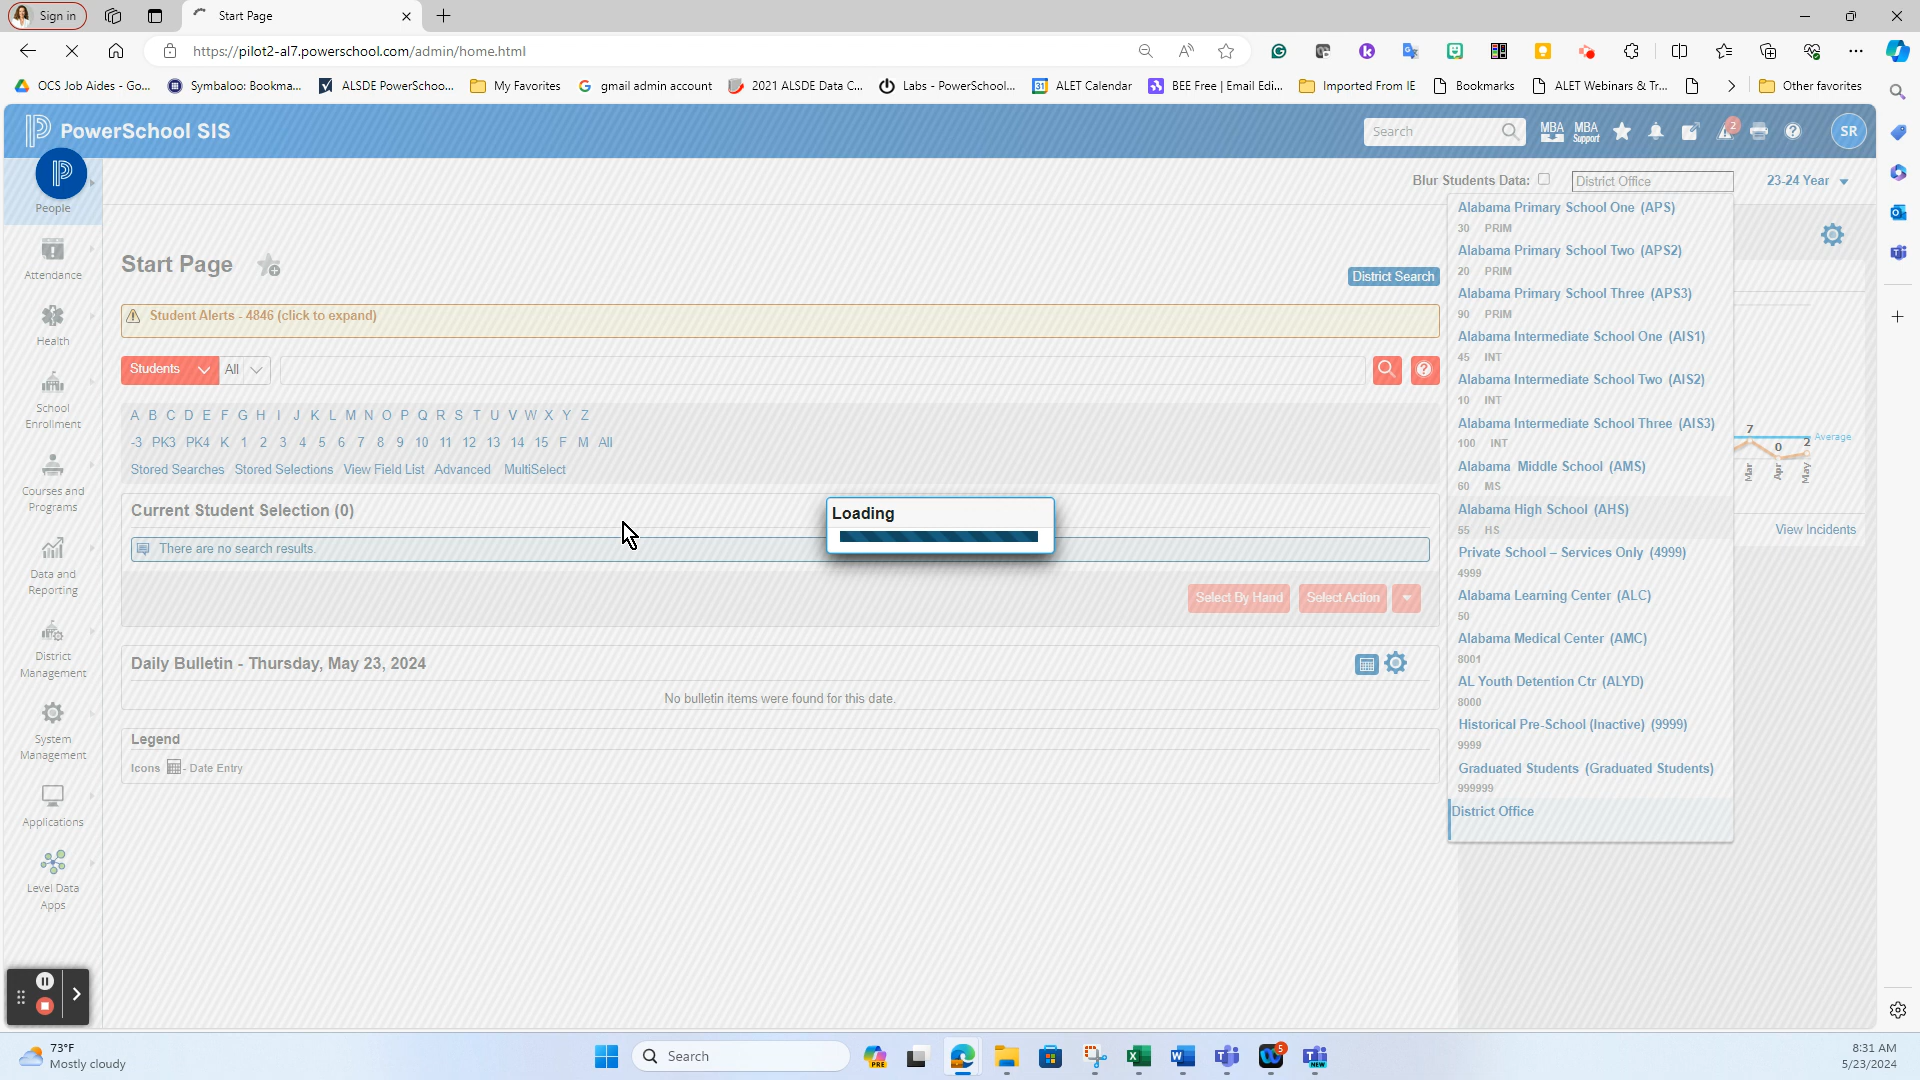 Sign in
Start Page
https://pilot2-al7.powerschool.com/admin/home.html
OCS Job Aides - Go...
Symbaloo: Bookma...
ALSDE PowerSchoo...
My Favorites
gmail admin account
2021 ALSDE Data C...
Labs - PowerSchool...
31
ALET Calendar
BEE Free | Email Edi...
Imported From IE
Bookmarks
ALET Webinars & Tr...
Other favorites
PowerSchool SIS
Search
MBA
MBA
Support
2
SR
People
Blur Students Data:
District Office
23-24 Year
Attendance
Health
School
Enrollment
Courses and
Programs
Data and
Reporting
District
Management
System
Management
Applications
Level Data
Apps
Start Page
District Search
Student Alerts - 4846 (click to expand)
Students
All
A B C D E F G H I J K L M N O P Q R S T U V W X Y Z
-3 PK3 PK4 K 1 2 3 4 5 6 7 8 9 10 11 12 13 14 15 F M All
Stored Searches Stored Selections View Field List Advanced MultiSelect
Current Student Selection (0)
There are no search results.
Loading
Select By Hand
Select Action
Daily Bulletin - Thursday, May 23, 2024
No bulletin items were found for this date.
Legend
Icons - Date Entry
Alabama Primary School One (APS)
30 PRIM
Alabama Primary School Two (APS2)
20 PRIM
Alabama Primary School Three (APS3)
90 PRIM
Alabama Intermediate School One (AIS1)
45 INT
Alabama Intermediate School Two (AIS2)
10 INT
Alabama Intermediate School Three (AIS3)
100 INT
Alabama Middle School (AMS)
60 MS
Alabama High School (AHS)
55 HS
Private School – Services Only (4999)
4999
Alabama Learning Center (ALC)
50
Alabama Medical Center (AMC)
8001
AL Youth Detention Ctr (ALYD)
8000
Historical Pre-School (Inactive) (9999)
9999
Graduated Students (Graduated Students)
999999
District Office
7
0
2
Average
Mar
Apr
May
View Incidents
73°F
Mostly cloudy
Search
PRE
5
NEW
8:31 AM
5/23/2024